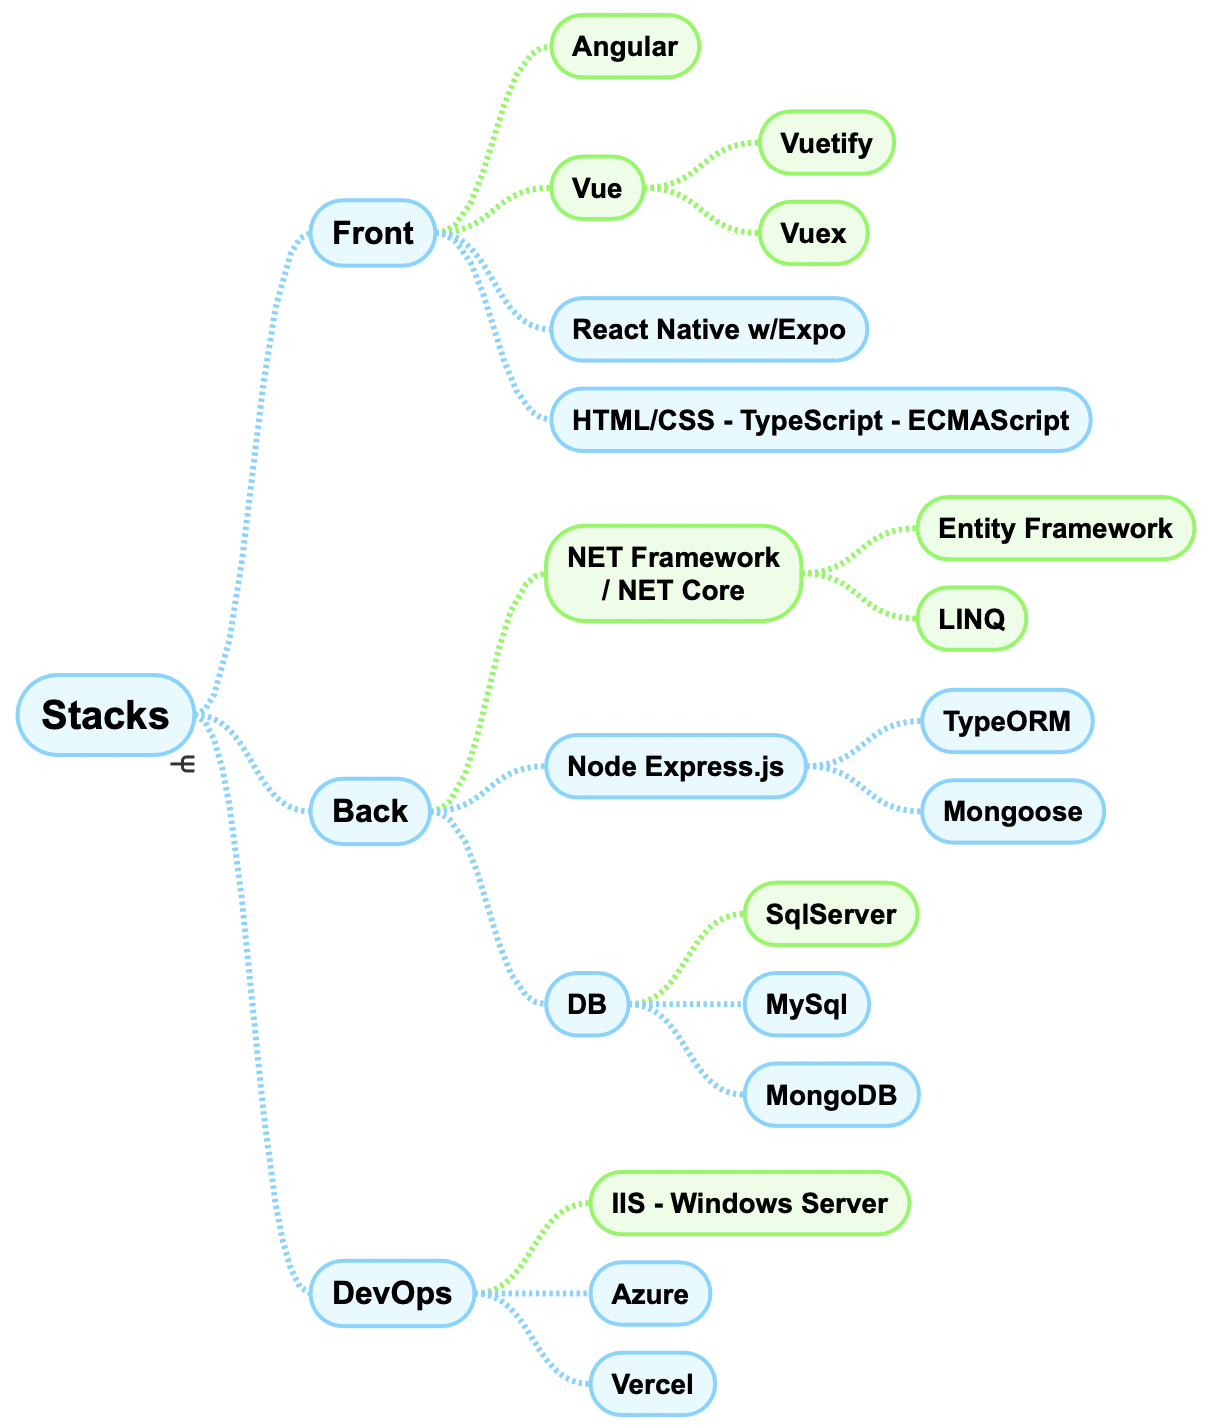 Stacks
Front
Angular
Vue
Vuetify
Vuex
React Native w/Expo
HTML/CSS - TypeScript - ECMAScript
Back
NET Framework
/ NET Core
Entity Framework
LINQ
Node Express.js
TypeORM
Mongoose
DB
SqlServer
MySql
MongoDB
DevOps
IIS - Windows Server
Azure
Vercel